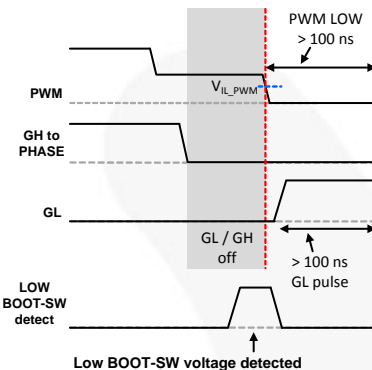 PWM LOW
> 100 ns
V_IL_PWM
PWM
GH to
PHASE
GL
GL / GH
off
> 100 ns
GL pulse
LOW
BOOT-SW
detect
Low BOOT-SW voltage detected